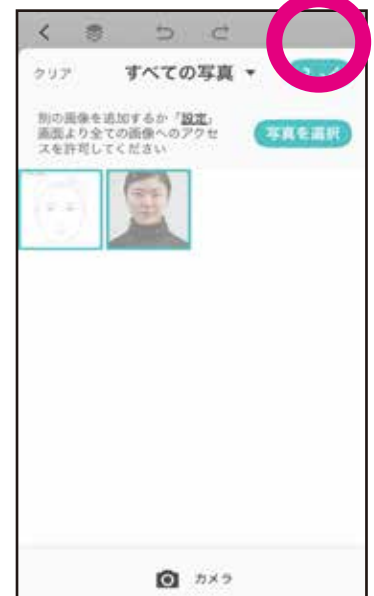 クリア
すべての写真
別の画像を追加するか「設定」
画面より全ての画像へのアクセ
スを許可してください
写真を選択
カメラ